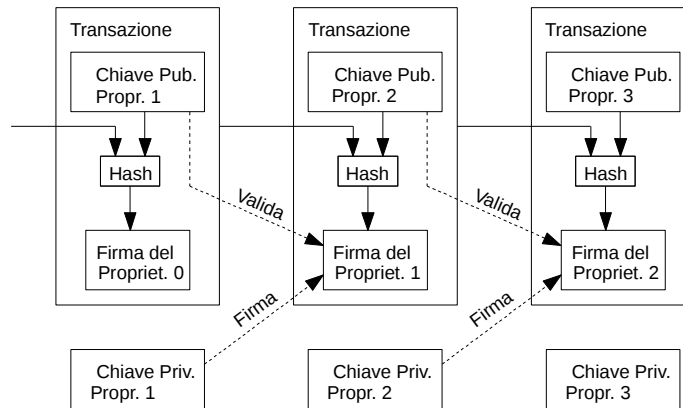 Transazione
Chiave Pub.
Propr. 1
Hash
Firma del
Propriet. 0
Transazione
Chiave Pub.
Propr. 2
Hash
Valida
Firma del
Propriet. 1
Firma
Transazione
Chiave Pub.
Propr. 3
Hash
Valida
Firma del
Propriet. 2
Firma
Chiave Priv.
Propr. 1
Chiave Priv.
Propr. 2
Chiave Priv.
Propr. 3